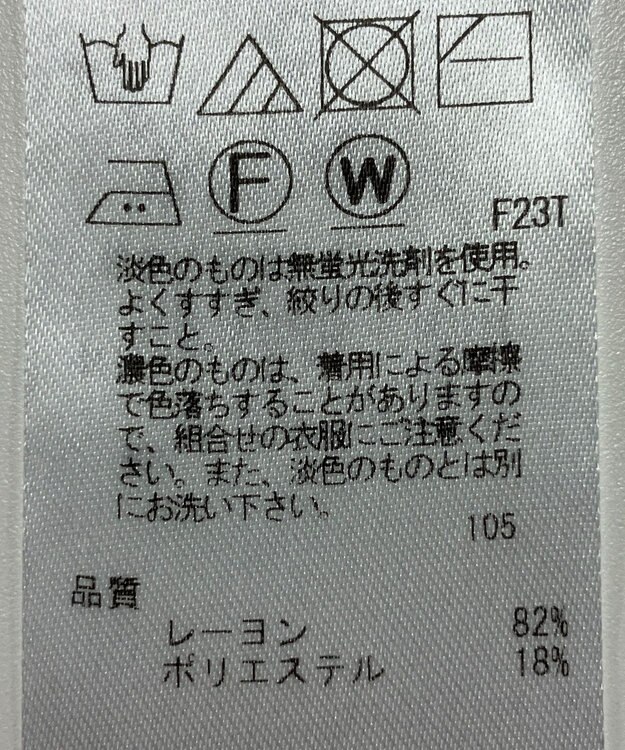 F
W
F23T
淡色のものは無蛍光洗剤を使用。
よくすすぎ、絞りの後すぐに干
すこと。
濃色のものは、着用による摩擦
で色落ちすることがありますの
で、組合せの衣服にご注意くだ
さい。また、淡色のものとは別
にお洗い下さい。
105
品質
レーヨン 82%
ポリエステル 18%